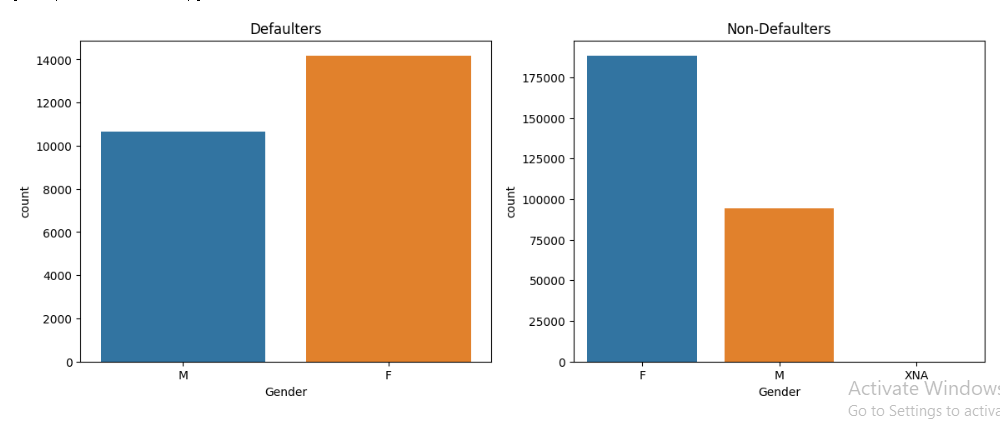 Defaulters
14000
12000
10000
8000
6000
4000
2000
0
count
M F
Gender
Non-Defaulters
175000
150000
125000
100000
75000
50000
25000
0
count
F M XNA
Gender
Activate Windows
Go to Settings to activa